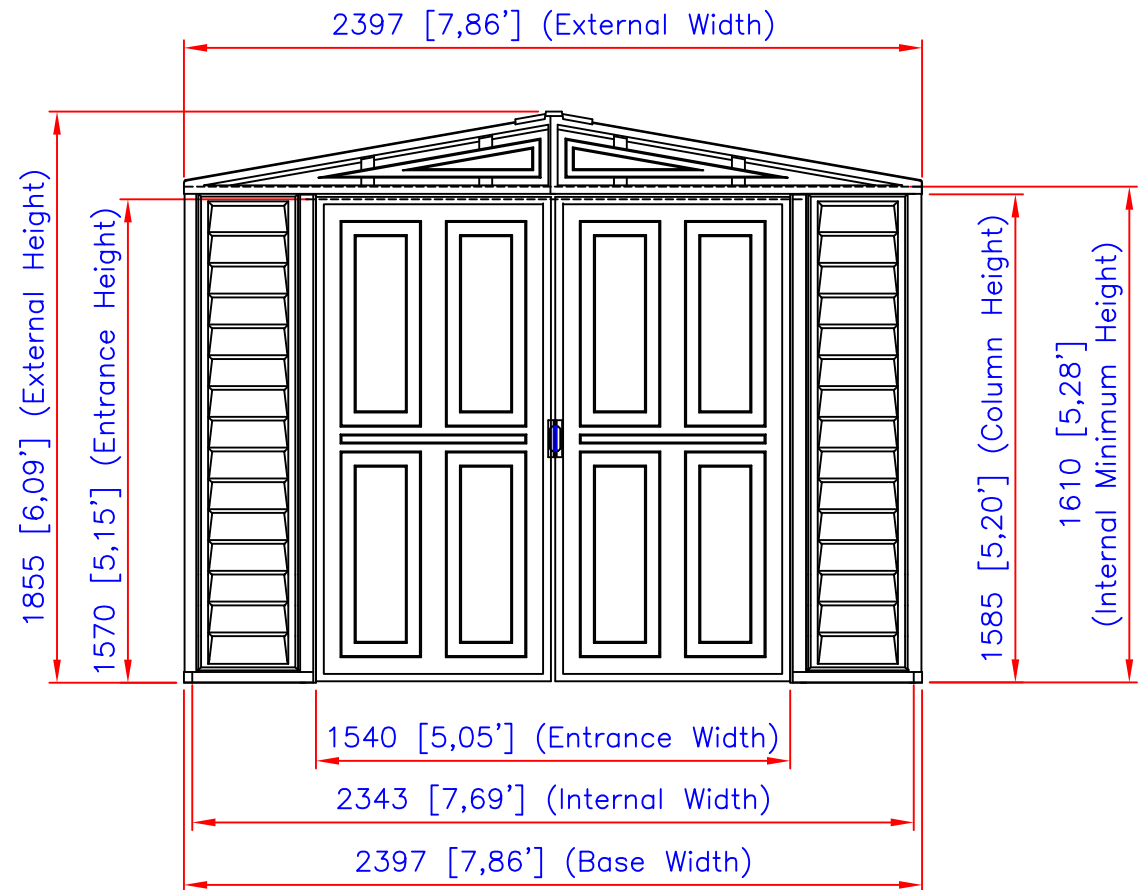 2397 [7,86'] (External Width)
1855 [6,09'] (External Height)
1570 [5,15'] (Entrance Height)
1585 [5,20'] (Column Height)
1610 [5,28']
(Internal Minimum Height)
1540 [5,05'] (Entrance Width)
2343 [7,69'] (Internal Width)
2397 [7,86'] (Base Width)